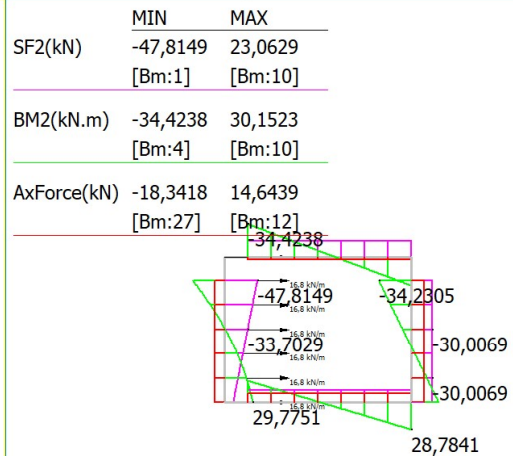 MIN MAX
SF2(kN) -47,8149 23,0629
[Bm:1] [Bm:10]
BM2(kN.m) -34,4238 30,1523
[Bm:4] [Bm:10]
AxForce(kN) -18,3418 14,6439
[Bm:27] [Bm:12]
-34,4238
16,8 kN/m
-47,8149 -34,2305
16,8 kN/m
16,8 kN/m
-33,7029 -30,0069
16,8 kN/m
16,8 kN/m
-30,0069
16,8 kN/m
29,7751
28,7841